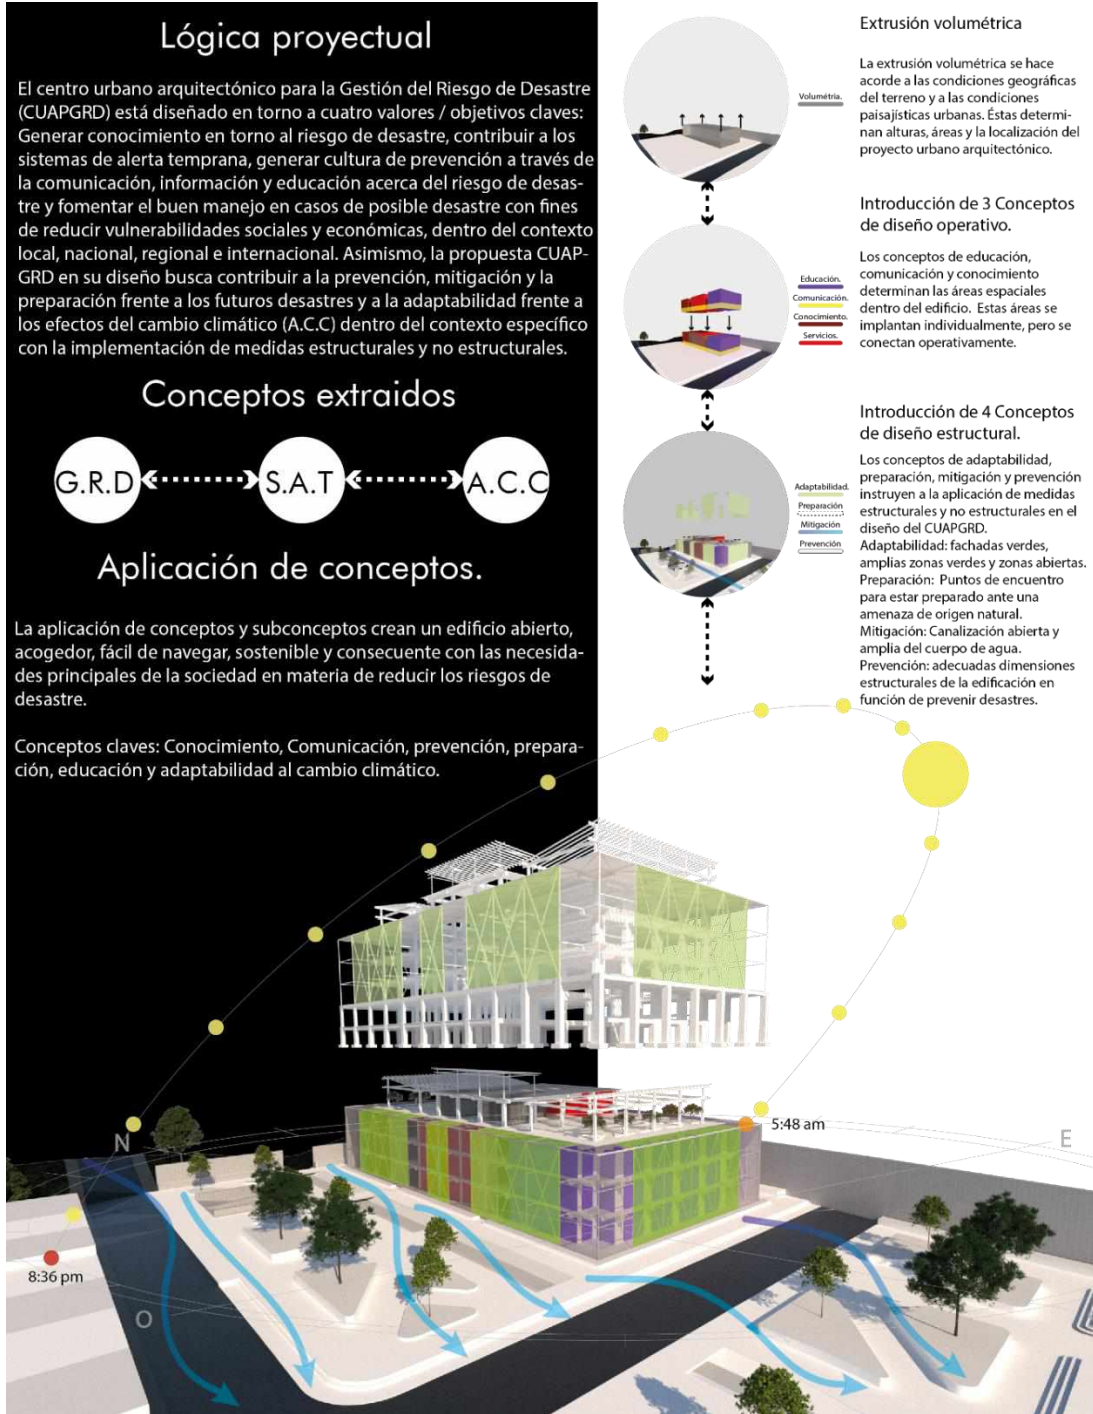 Lógica proyectual
El centro urbano arquitectónico para la Gestión del Riesgo de Desastre
(CUAPGRD) está diseñado en torno a cuatro valores / objetivos claves:
Generar conocimiento en torno al riesgo de desastre, contribuir a los
sistemas de alerta temprana, generar cultura de prevención a través de
la comunicación, información y educación acerca del riesgo de desas-
tre y fomentar el buen manejo en casos de posible desastre con fines
de reducir vulnerabilidades sociales y económicas, dentro del contexto
local, nacional, regional e internacional. Asimismo, la propuesta CUAP-
GRD en su diseño busca contribuir a la prevención, mitigación y la
preparación frente a los futuros desastres y a la adaptabilidad frente a
los efectos del cambio climático (A.C.C) dentro del contexto específico
con la implementación de medidas estructurales y no estructurales.
Conceptos extraidos
G.R.D
S.A.T
A.C.C
Aplicación de conceptos.
La aplicación de conceptos y subconceptos crean un edificio abierto,
acogedor, fácil de navegar, sostenible y consecuente con las necesida-
des principales de la sociedad en materia de reducir los riesgos de
desastre.
Conceptos claves: Conocimiento, Comunicación, prevención, prepara-
ción, educación y adaptabilidad al cambio climático.
Volumétria.
Extrusión volumétrica
La extrusión volumétrica se hace
acorde a las condiciones geográficas
del terreno y a las condiciones
paisajísticas urbanas. Éstas determi-
nan alturas, áreas y la localización del
proyecto urbano arquitectónico.
Educación.
Comunicación.
Conocimiento.
Servicios.
Introducción de 3 Conceptos
de diseño operativo.
Los conceptos de educación,
comunicación y conocimiento
determinan las áreas espaciales
dentro del edificio. Estas áreas se
implantan individualmente, pero se
conectan operativamente.
Adaptabilidad.
Preparación
Mitigación
Prevención
Introducción de 4 Conceptos
de diseño estructural.
Los conceptos de adaptabilidad,
preparación, mitigación y prevención
instruyen a la aplicación de medidas
estructurales y no estructurales en el
diseño del CUAPGRD.
Adaptabilidad: fachadas verdes,
amplias zonas verdes y zonas abiertas.
Preparación: Puntos de encuentro
para estar preparado ante una
amenaza de origen natural.
Mitigación: Canalización abierta y
amplia del cuerpo de agua.
Prevención: adecuadas dimensiones
estructurales de la edificación en
función de prevenir desastres.
5:48 am
N
E
8:36 pm
O